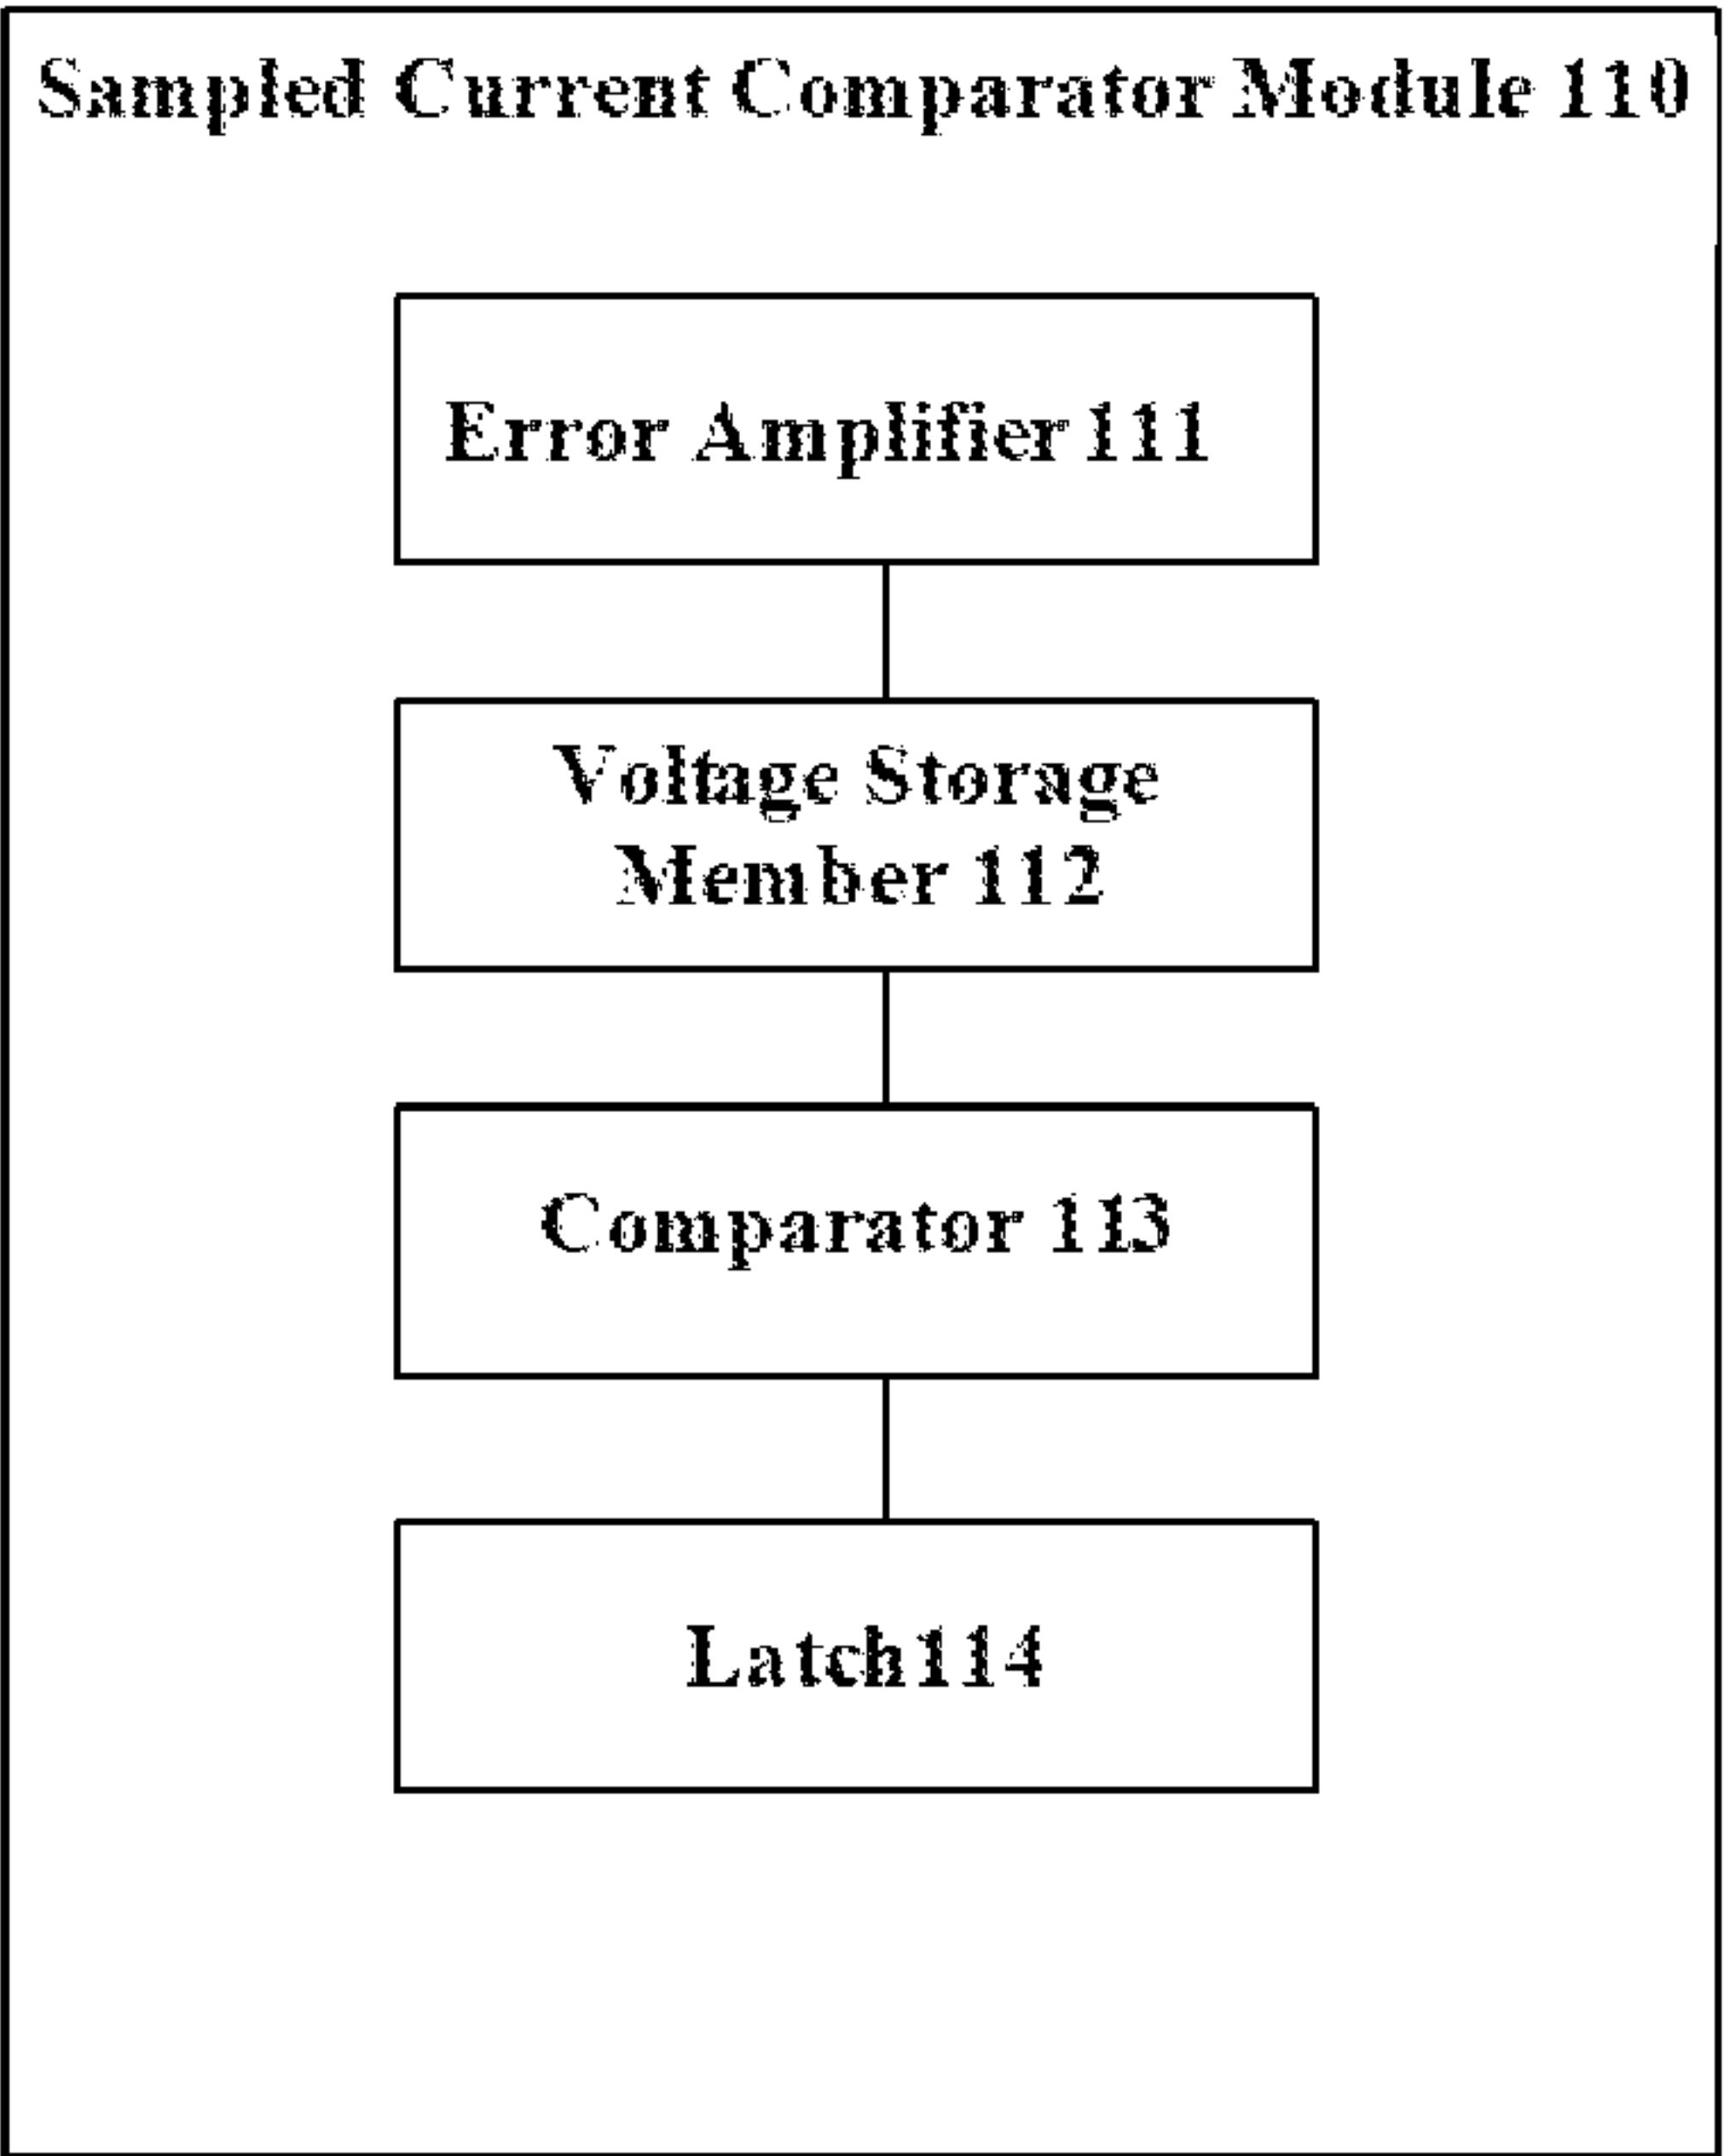 Sampled Current Comparator Module 110
Error Amplifier 111
Voltage Storage
Member 112
Comparator 113
Latch114